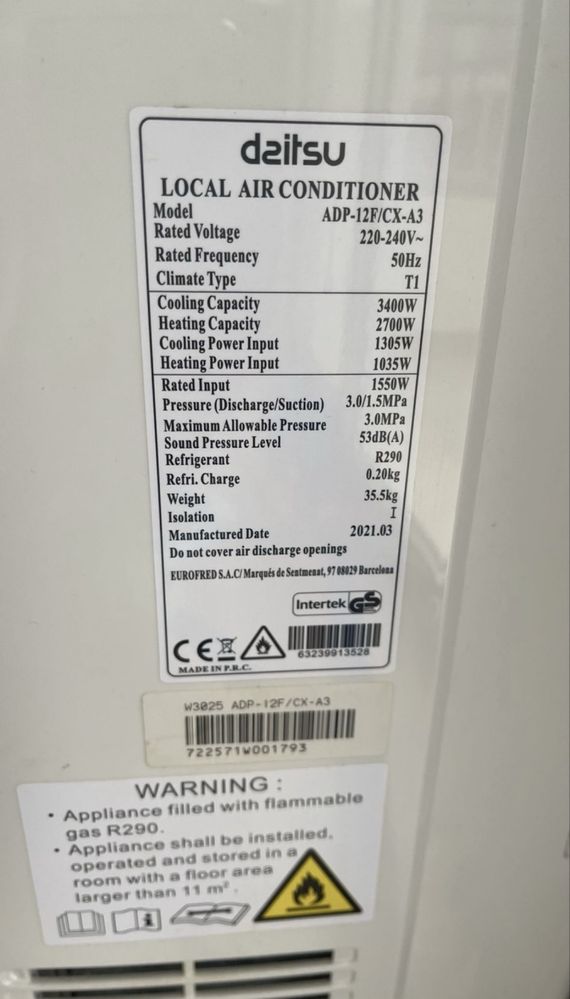 daitsu
LOCAL AIR CONDITIONER
Model ADP-12F/CX-A3
Rated Voltage 220-240V~
Rated Frequency 50Hz
Climate Type T1
Cooling Capacity 3400W
Heating Capacity 2700W
Cooling Power Input 1305W
Heating Power Input 1035W
Rated Input 1550W
Pressure (Discharge/Suction) 3.0/1.5MPa
Maximum Allowable Pressure 3.0MPa
Sound Pressure Level 53dB(A)
Refrigerant R290
Refri. Charge 0.20kg
Weight 35.5kg
Isolation I
Manufactured Date 2021.03
Do not cover air discharge openings
EUROFRED S.A.C/ Marqués de Sentmenat, 97 08029 Barcelona
Intertek GS
CE
63239913528
MADE IN P.R.C.
W3025 ADP-12F/CX-A3
722571W001793
WARNING :
• Appliance filled with flammable
gas R290.
• Appliance shall be installed,
operated and stored in a
room with a floor area
larger than 11 m².